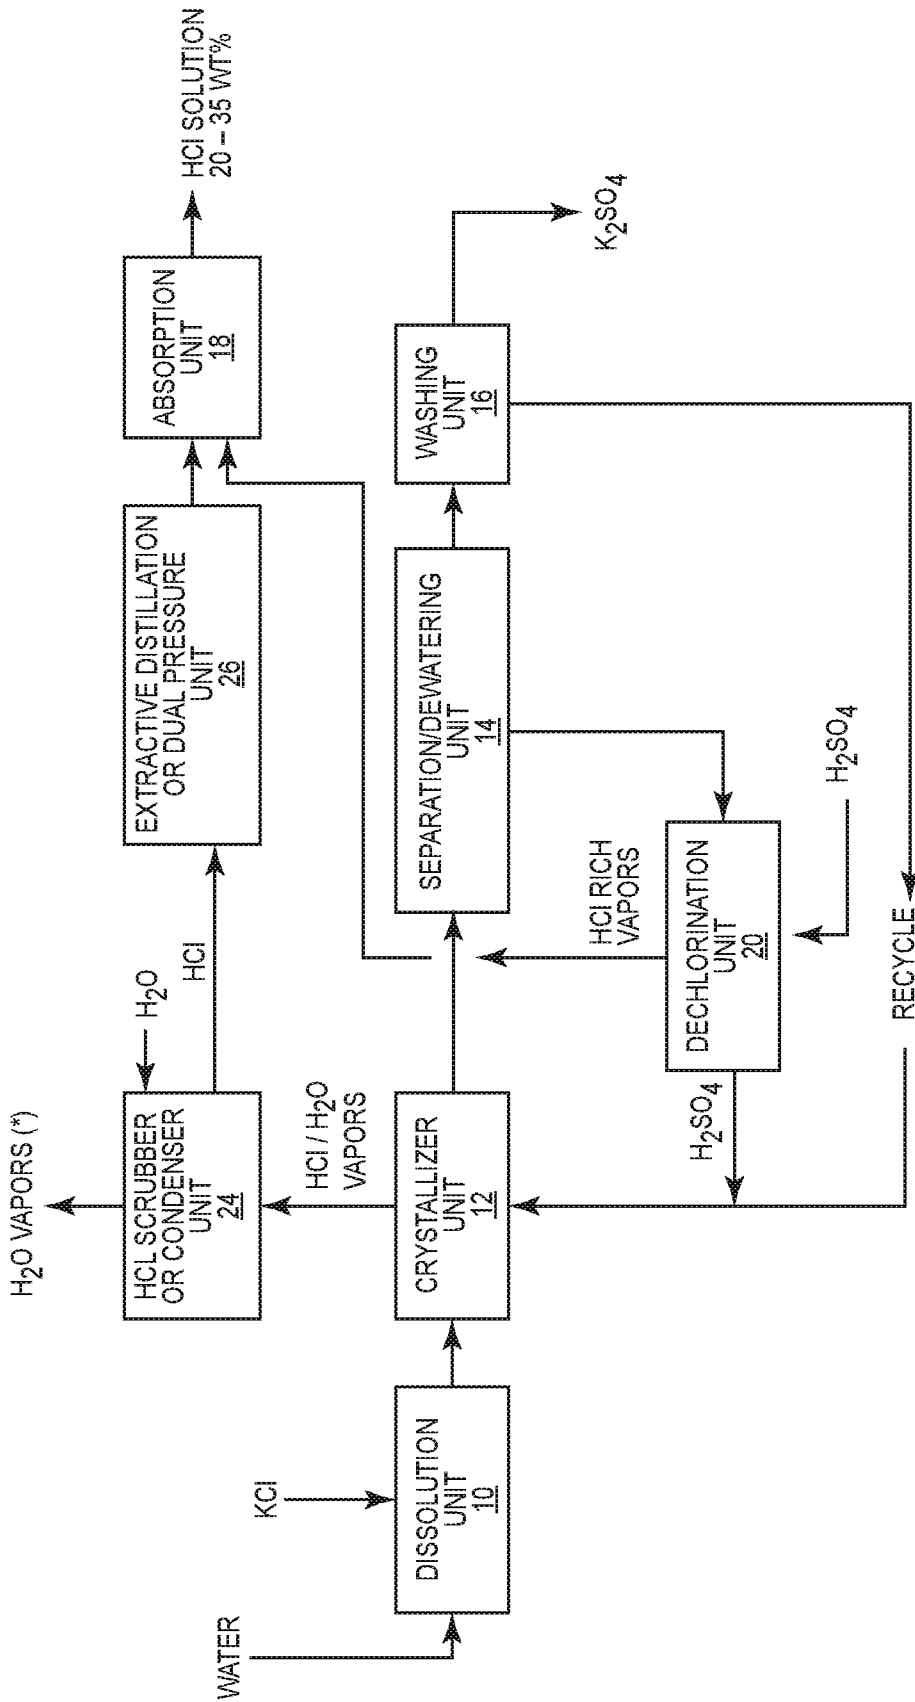 H2O VAPORS (*)
HCL SCRUBBER
OR CONDENSER
UNIT
24
H2O
HCl
EXTRACTIVE DISTILLATION
OR DUAL PRESSURE
UNIT
26
ABSORPTION
UNIT
18
HCl SOLUTION
20 – 35 WT%
HCl / H2O
VAPORS
WATER
KCl
DISSOLUTION
UNIT
10
CRYSTALLIZER
UNIT
12
SEPARATION/DEWATERING
UNIT
14
WASHING
UNIT
16
K2SO4
HCl RICH
VAPORS
H2SO4
DECHLORINATION
UNIT
20
H2SO4
RECYCLE